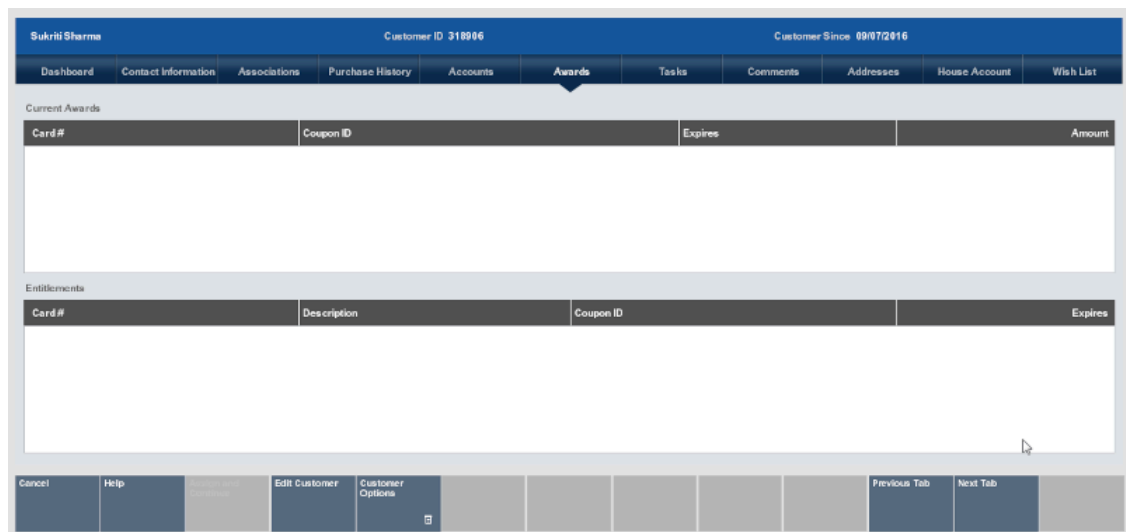 Sukriti Sharma Customer ID 318906 Customer Since 09/07/2016
Dashboard Contact Information Associations Purchase History Accounts Awards Tasks Comments Addresses House Account Wish List
Current Awards
Card # Coupon ID Expires Amount
Entitlements
Card # Description Coupon ID Expires
Cancel Help Edit Customer Customer Previous Tab Next Tab
Options